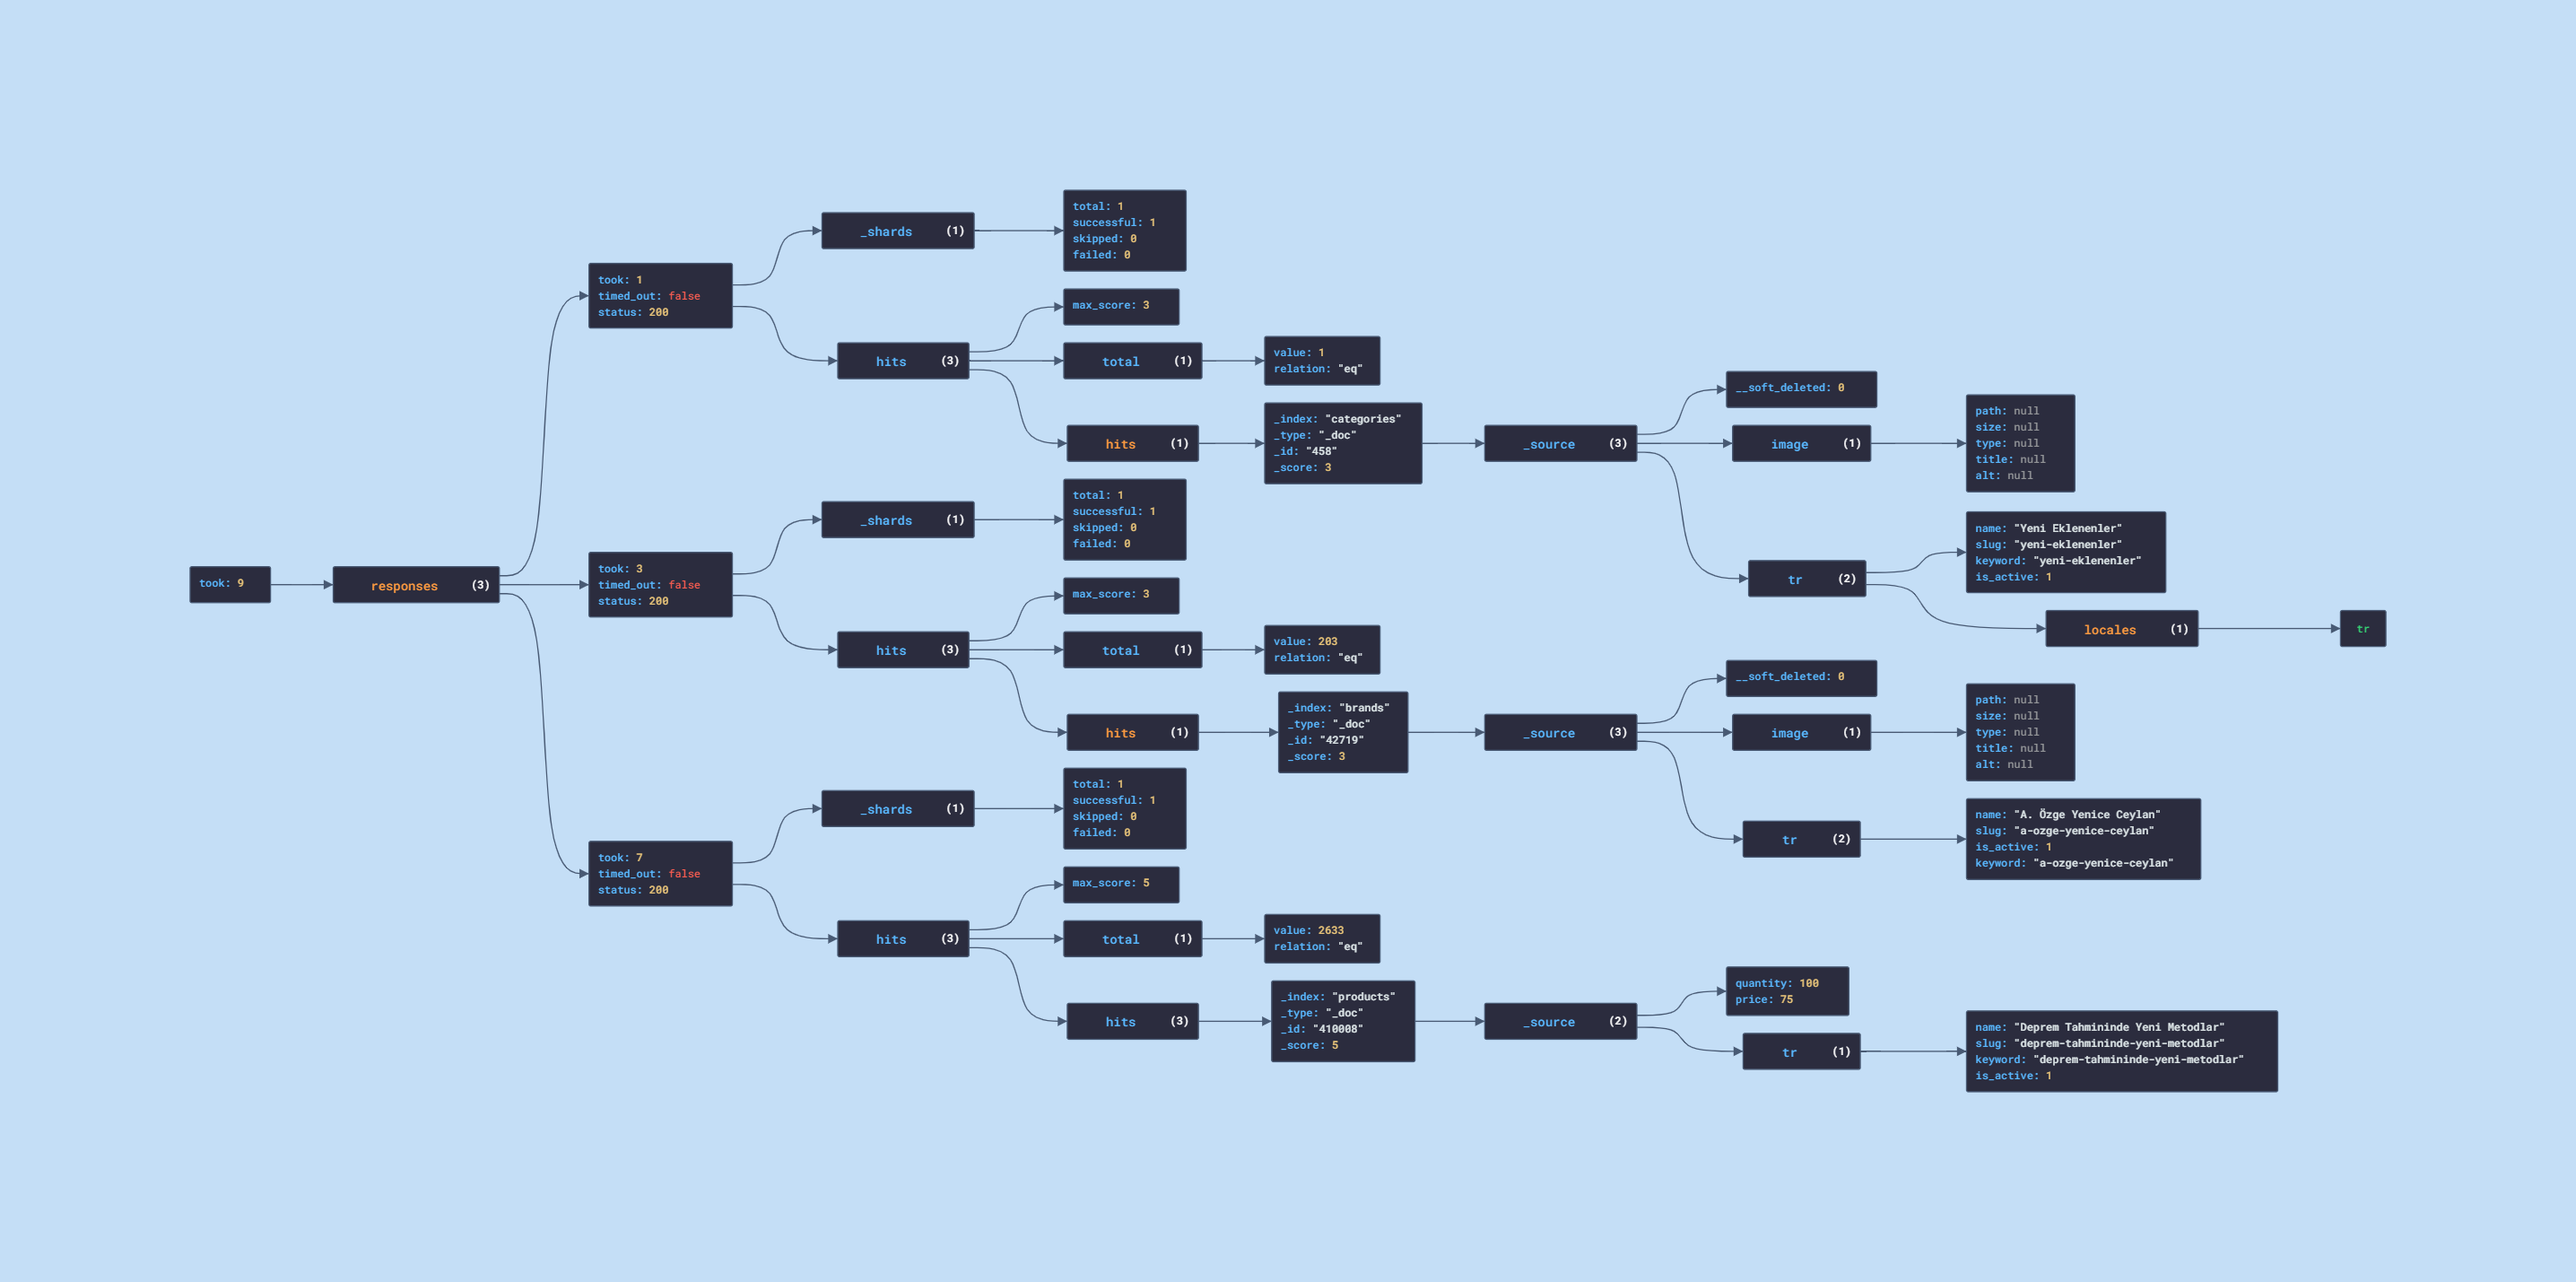 took: 9
responses (3)
took: 1
timed_out: false
status: 200
_shards (1)
total: 1
successful: 1
skipped: 0
failed: 0
hits (3)
max_score: 3
total (1)
value: 1
relation: "eq"
hits (1)
_index: "categories"
_type: "_doc"
_id: "458"
_score: 3
_source (3)
__soft_deleted: 0
image (1)
path: null
size: null
type: null
title: null
alt: null
tr (2)
name: "Yeni Eklenenler"
slug: "yeni-eklenenler"
keyword: "yeni-eklenenler"
is_active: 1
locales (1)
tr
took: 3
timed_out: false
status: 200
_shards (1)
total: 1
successful: 1
skipped: 0
failed: 0
hits (3)
max_score: 3
total (1)
value: 203
relation: "eq"
hits (1)
_index: "brands"
_type: "_doc"
_id: "42719"
_score: 3
_source (3)
__soft_deleted: 0
image (1)
path: null
size: null
type: null
title: null
alt: null
tr (2)
name: "A. Özge Yenice Ceylan"
slug: "a-ozge-yenice-ceylan"
is_active: 1
keyword: "a-ozge-yenice-ceylan"
took: 7
timed_out: false
status: 200
_shards (1)
total: 1
successful: 1
skipped: 0
failed: 0
hits (3)
max_score: 5
total (1)
value: 2633
relation: "eq"
hits (3)
_index: "products"
_type: "_doc"
_id: "410008"
_score: 5
_source (2)
quantity: 100
price: 75
tr (1)
name: "Deprem Tahmininde Yeni Metodlar"
slug: "deprem-tahmininde-yeni-metodlar"
keyword: "deprem-tahmininde-yeni-metodlar"
is_active: 1